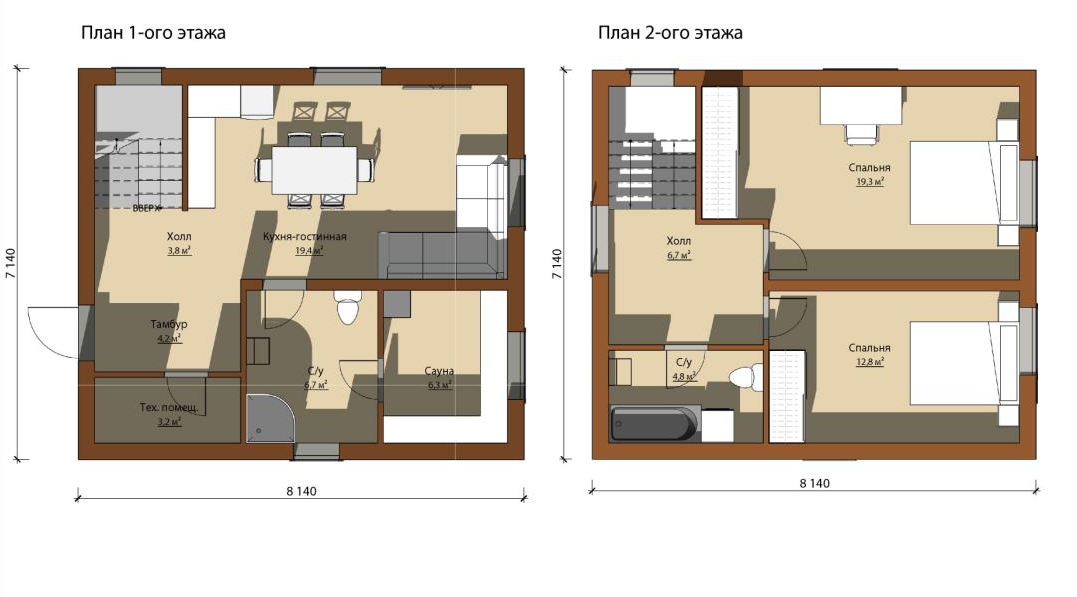 План 1-ого этажа
План 2-ого этажа
ВВЕРХ
Холл
3,8 м²
Кухня-гостинная
19,4 м²
Тамбур
4,2 м²
С/у
6,7 м²
Сауна
6,3 м²
Тех. помещ.
3,2 м²
7 140
8 140
Спальня
19,3 м²
Холл
6,7 м²
Спальня
12,8 м²
С/у
4,8 м²
7 140
8 140